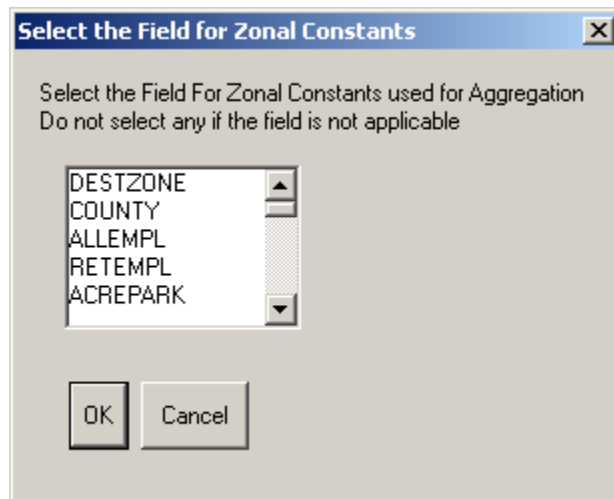 Select the Field for Zonal Constants
Select the Field For Zonal Constants used for Aggregation
Do not select any if the field is not applicable
DESTZONE
COUNTY
ALLEMPL
RETEMPL
ACREPARK
OK
Cancel